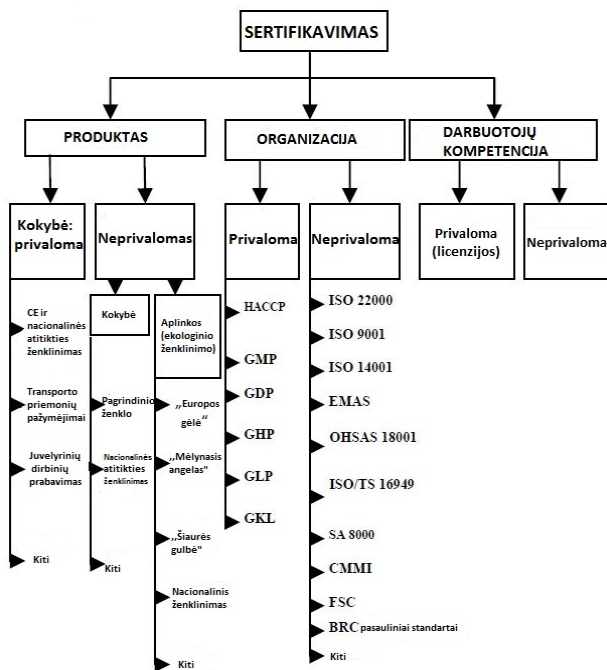 SERTIFIKAVIMAS
PRODUKTAS
ORGANIZACIJA
DARBUOTOJŲ
KOMPETENCIJA
Kokybė:
privaloma
Neprivalomas
Privaloma
Neprivaloma
Privaloma
(licenzijos)
Neprivaloma
CE ir
nacionalinės
atitikties
ženklinimas
Transporto
priemonių
pažymėjimai
Juvelyrinių
dirbinių
prabavimas
Kiti
Kokybė
Pagrindinio
ženklo
Nacionalinės
atitikties
ženklinimas
Kiti
Aplinkos
(ekologinio
ženklinimo)
„Europos
gėlė“
,,Mėlynasis
angelas"
,,Šiaurės
gulbė"
Nacionalinis
ženklinimas
Kiti
HACCP
GMP
GDP
GHP
GLP
GKL
ISO 22000
ISO 9001
ISO 14001
EMAS
OHSAS 18001
ISO/TS 16949
SA 8000
CMMI
FSC
BRC pasauliniai standartai
Kiti